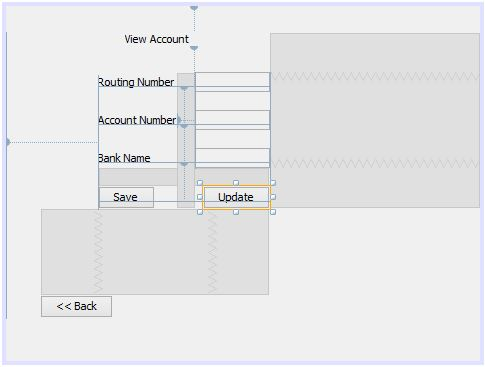 View Account
Routing Number
Account Number
Bank Name
Save Update
<< Back